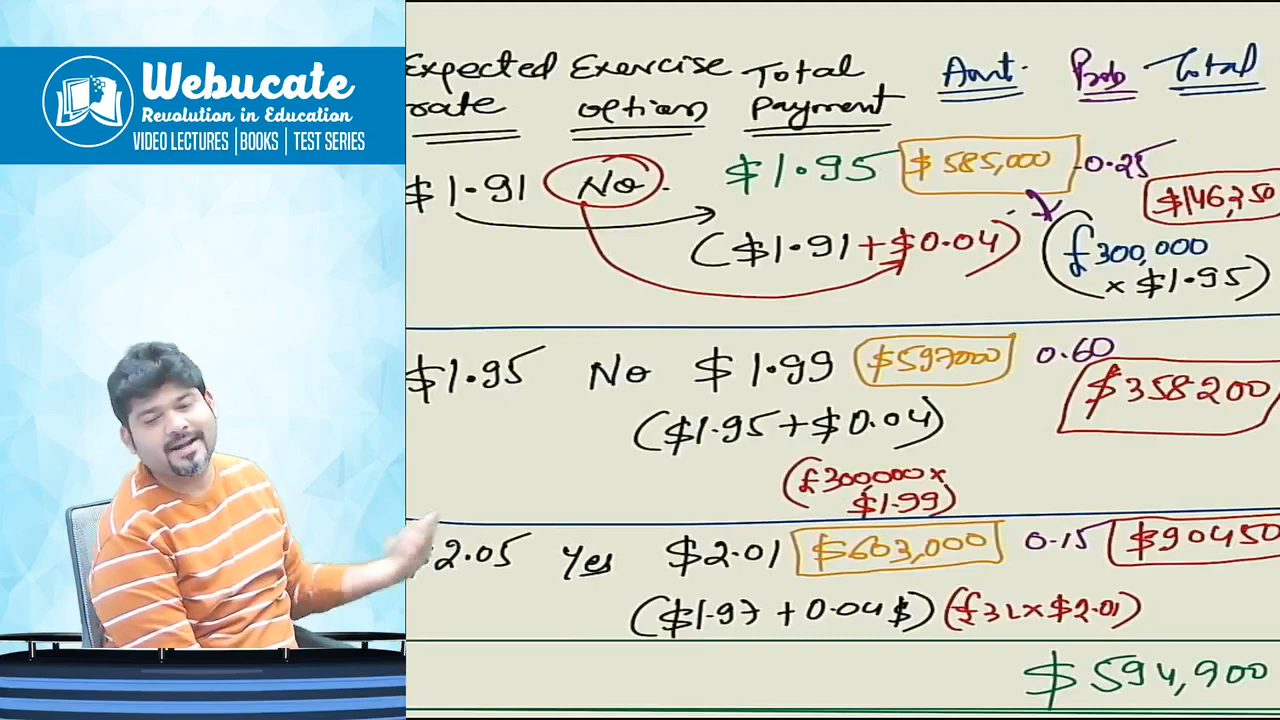 Webucate
Revolution in Education
VIDEO LECTURES | BOOKS | TEST SERIES
Expected Exercise Total Amt. Prob Total
rate option Payment
$1.91 No. $1.95 $585,000 0.25 $146,250
($1.91+$0.04) (£300,000
x $1.95)
$1.95 No $1.99 $597000 0.60 $358200
($1.95+$0.04)
(£300000x
$1.99)
$2.05 Yes $2.01 $603,000 0.15 $90450
($1.97 + 0.04$) (£3Lx$2.01)
$594,900